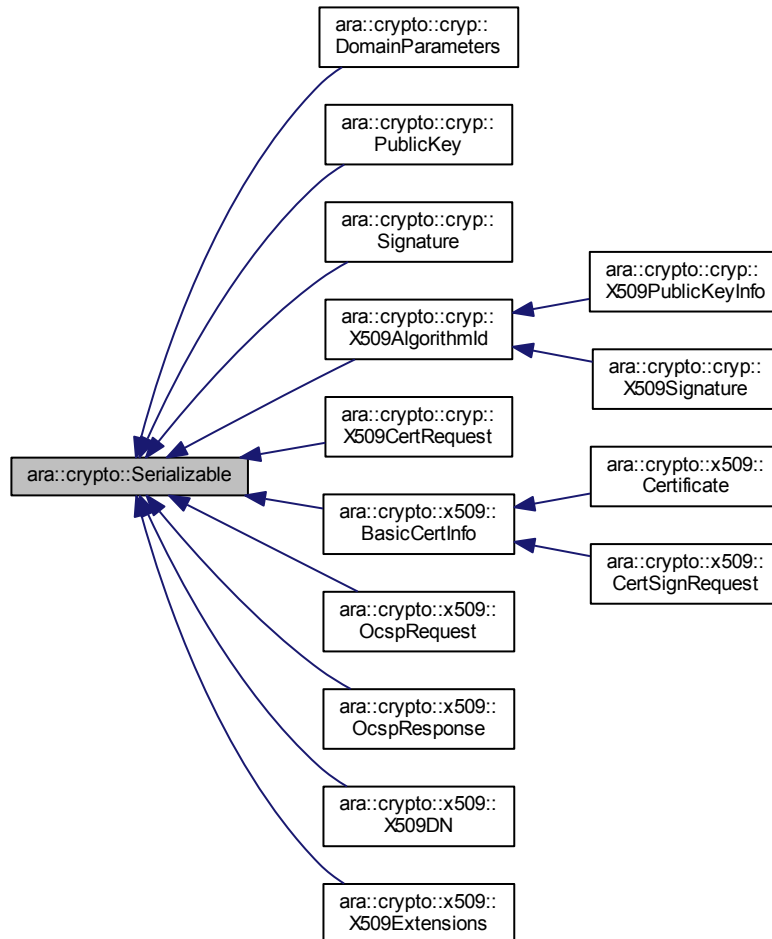 ara::crypto::cryp::
DomainParameters
ara::crypto::cryp::
PublicKey
ara::crypto::cryp::
Signature
ara::crypto::cryp::
X509PublicKeyInfo
ara::crypto::cryp::
X509AlgorithmId
ara::crypto::cryp::
X509Signature
ara::crypto::cryp::
X509CertRequest
ara::crypto::Serializable
ara::crypto::x509::
Certificate
ara::crypto::x509::
BasicCertInfo
ara::crypto::x509::
CertSignRequest
ara::crypto::x509::
OcspRequest
ara::crypto::x509::
OcspResponse
ara::crypto::x509::
X509DN
ara::crypto::x509::
X509Extensions